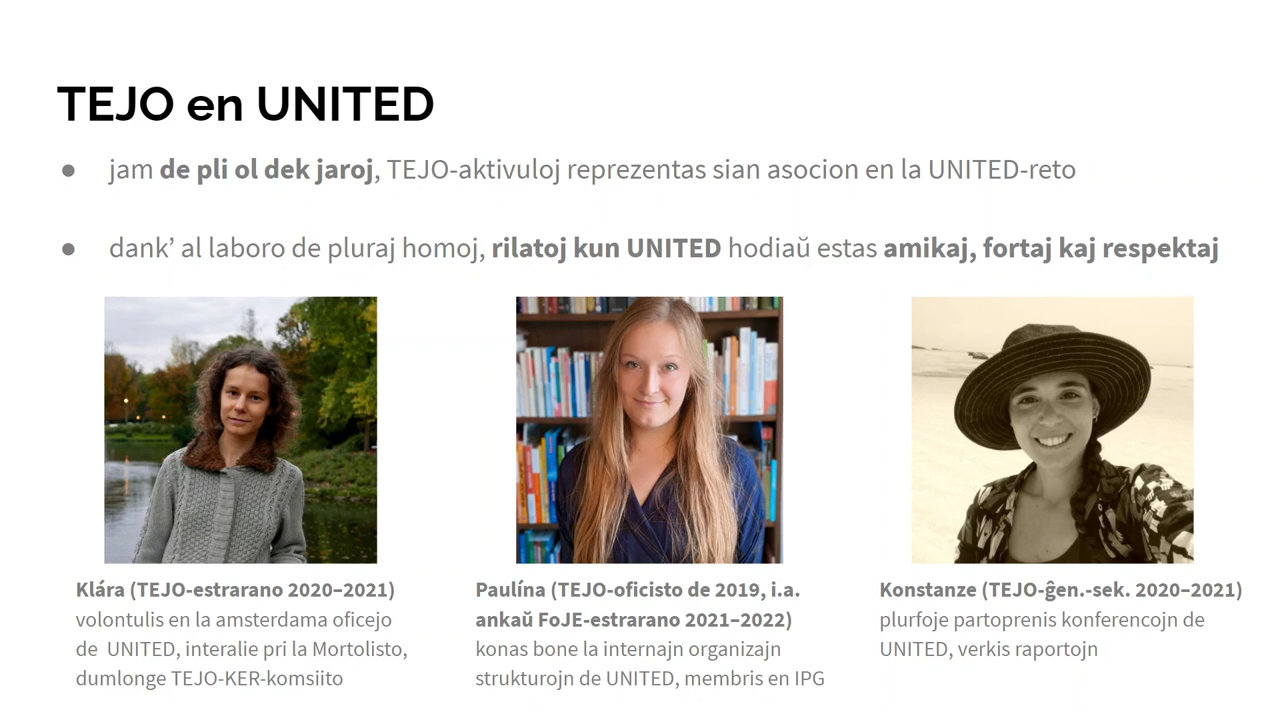 TEJO en UNITED
● jam de pli ol dek jaroj, TEJO-aktivuloj reprezentas sian asocion en la UNITED-reto
● dank’ al laboro de pluraj homoj, rilatoj kun UNITED hodiaŭ estas amikaj, fortaj kaj respektaj
Klára (TEJO-estrarano 2020–2021)
volontulis en la amsterdama oficejo
de UNITED, interalie pri la Mortolisto,
dumlonge TEJO-KER-komsiito
Paulína (TEJO-oficisto de 2019, i.a.
ankaŭ FoJE-estrarano 2021–2022)
konas bone la internajn organizajn
strukturojn de UNITED, membris en IPG
Konstanze (TEJO-ĝen.-sek. 2020–2021)
plurfoje partoprenis konferencojn de
UNITED, verkis raportojn